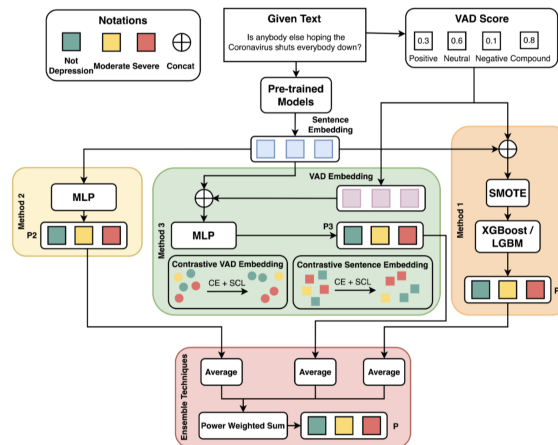 Notations
Not
Depression
Moderate
Severe
Concat
Given Text
Is anybody else hoping the
Coronavirus shuts everybody down?
VAD Score
0.3
0.6
0.1
0.8
Positive
Neutral
Negative
Compound
Pre-trained
Models
Sentence
Embedding
Method 2
MLP
P2
Method 3
VAD Embedding
MLP
P3
Contrastive VAD Embedding
CE + SCL
Contrastive Sentence Embedding
CE + SCL
Method 1
SMOTE
XGBoost /
LGBM
Ensemble Techniques
Average
Average
Average
Power Weighted Sum
P